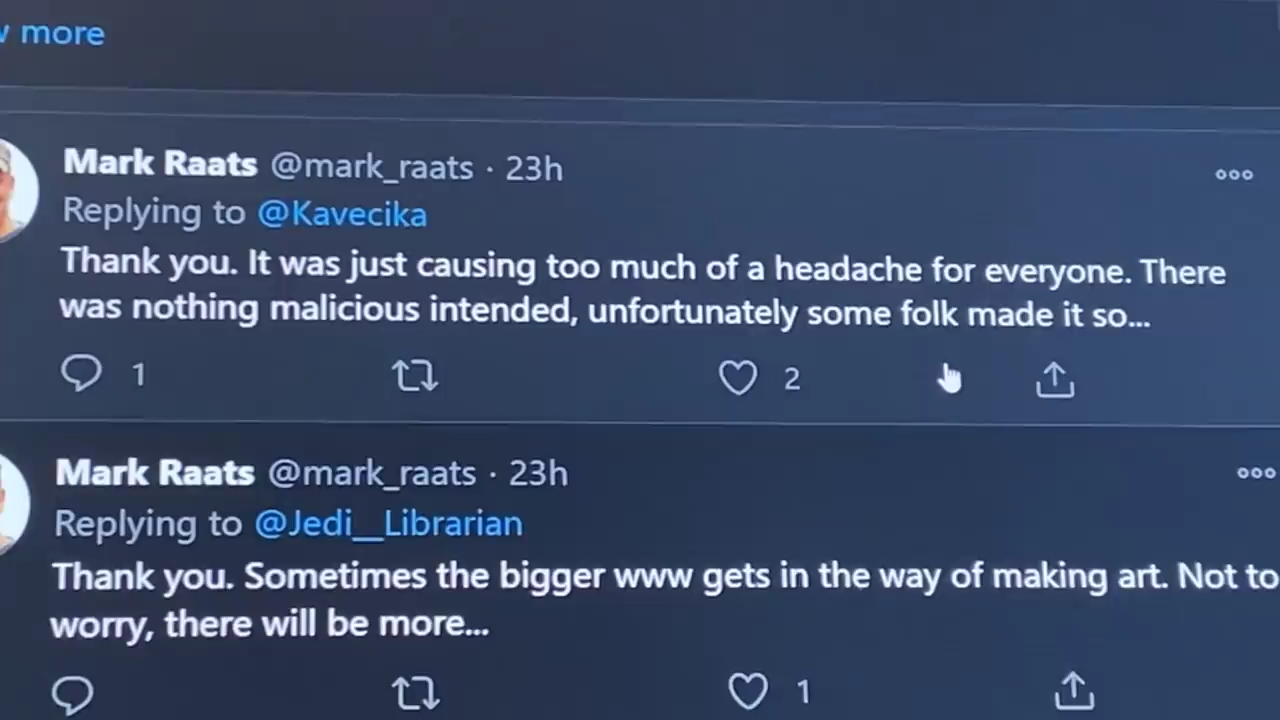 more
Mark Raats @mark_raats · 23h
Replying to @Kavecika
Thank you. It was just causing too much of a headache for everyone. There
was nothing malicious intended, unfortunately some folk made it so...
1
2
Mark Raats @mark_raats · 23h
Replying to @Jedi__Librarian
Thank you. Sometimes the bigger www gets in the way of making art. Not to
worry, there will be more...
1